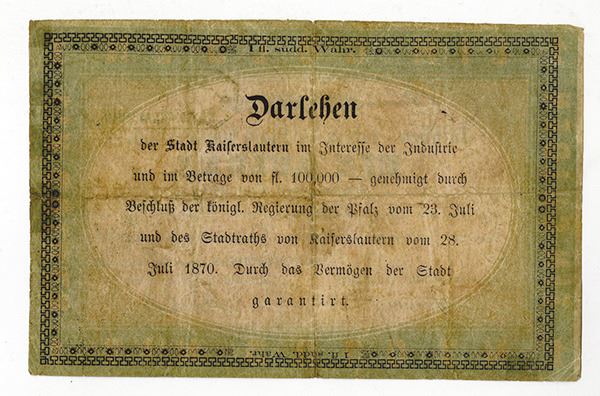 1 fl. südd. Währ.
Darlehen
der Stadt Kaiserslautern im Interesse der Industrie
und im Betrage von fl. 100,000 — genehmigt durch
Beschluß der königl. Regierung der Pfalz vom 23. Juli
und des Stadtraths von Kaiserslautern vom 28.
Juli 1870. Durch das Vermögen der Stadt
garantirt.
1 fl. südd. Währ.